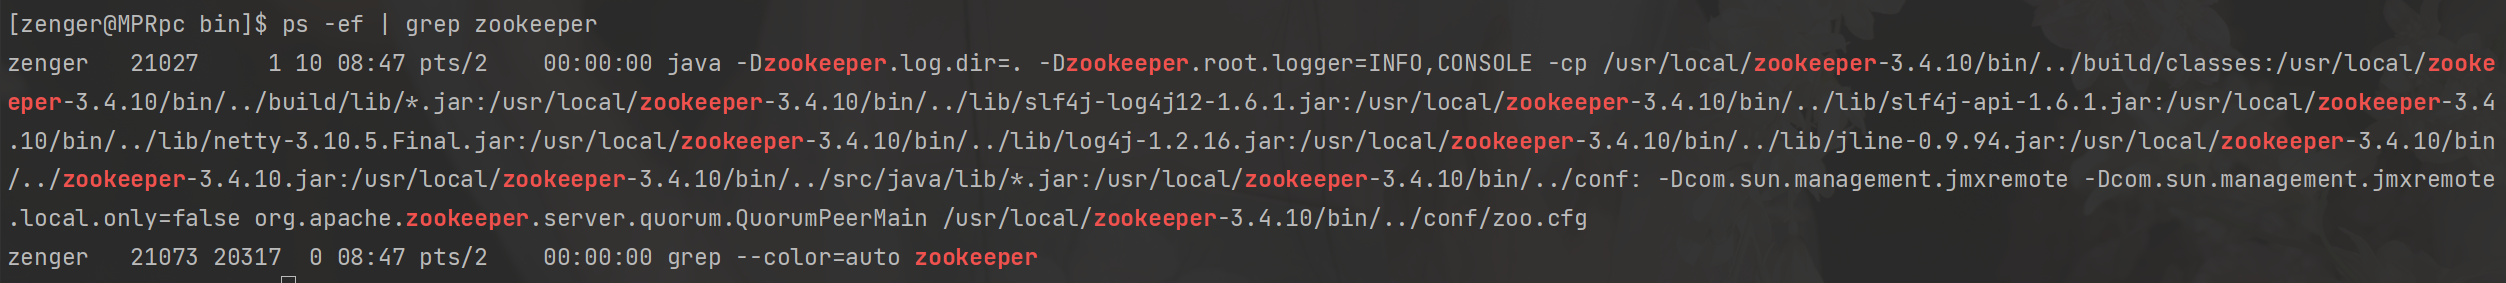 [zenger@MPRpc bin]$ ps -ef | grep zookeeper
zenger   21027     1 10 08:47 pts/2    00:00:00 java -Dzookeeper.log.dir=. -Dzookeeper.root.logger=INFO,CONSOLE -cp /usr/local/zookeeper-3.4.10/bin/../build/classes:/usr/local/zooke
eper-3.4.10/bin/../build/lib/*.jar:/usr/local/zookeeper-3.4.10/bin/../lib/slf4j-log4j12-1.6.1.jar:/usr/local/zookeeper-3.4.10/bin/../lib/slf4j-api-1.6.1.jar:/usr/local/zookeeper-3.4
.10/bin/../lib/netty-3.10.5.Final.jar:/usr/local/zookeeper-3.4.10/bin/../lib/log4j-1.2.16.jar:/usr/local/zookeeper-3.4.10/bin/../lib/jline-0.9.94.jar:/usr/local/zookeeper-3.4.10/bin
/../zookeeper-3.4.10.jar:/usr/local/zookeeper-3.4.10/bin/../src/java/lib/*.jar:/usr/local/zookeeper-3.4.10/bin/../conf: -Dcom.sun.management.jmxremote -Dcom.sun.management.jmxremote
.local.only=false org.apache.zookeeper.server.quorum.QuorumPeerMain /usr/local/zookeeper-3.4.10/bin/../conf/zoo.cfg
zenger   21073 20317  0 08:47 pts/2    00:00:00 grep --color=auto zookeeper